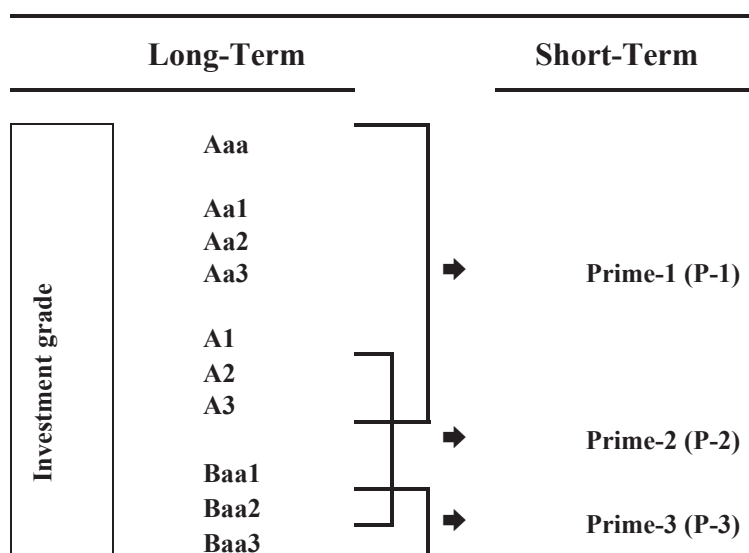 Long-Term Short-Term
Aaa
Aa1
Aa2
Aa3 Prime-1 (P-1)
Investment grade
A1
A2
A3
Prime-2 (P-2)
Baa1
Baa2 Prime-3 (P-3)
Baa3